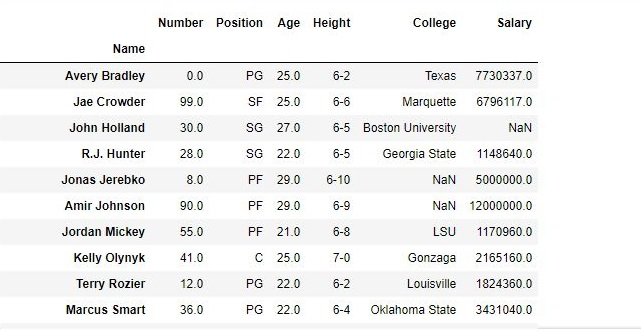 Number Position Age Height College Salary
Name
Avery Bradley 0.0 PG 25.0 6-2 Texas 7730337.0
Jae Crowder 99.0 SF 25.0 6-6 Marquette 6796117.0
John Holland 30.0 SG 27.0 6-5 Boston University NaN
R.J. Hunter 28.0 SG 22.0 6-5 Georgia State 1148640.0
Jonas Jerebko 8.0 PF 29.0 6-10 NaN 5000000.0
Amir Johnson 90.0 PF 29.0 6-9 NaN 12000000.0
Jordan Mickey 55.0 PF 21.0 6-8 LSU 1170960.0
Kelly Olynyk 41.0 C 25.0 7-0 Gonzaga 2165160.0
Terry Rozier 12.0 PG 22.0 6-2 Louisville 1824360.0
Marcus Smart 36.0 PG 22.0 6-4 Oklahoma State 3431040.0